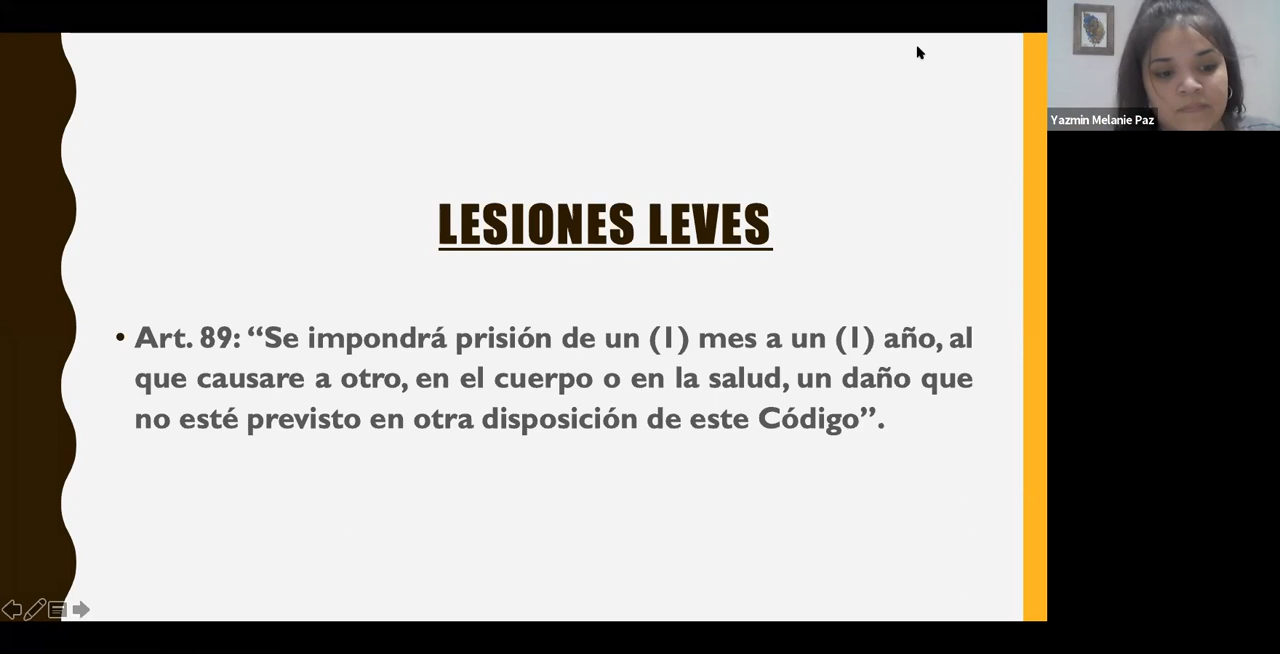 LESIONES LEVES
• Art. 89: “Se impondrá prisión de un (1) mes a un (1) año, al
que causare a otro, en el cuerpo o en la salud, un daño que
no esté previsto en otra disposición de este Código”.
Yazmin Melanie Paz